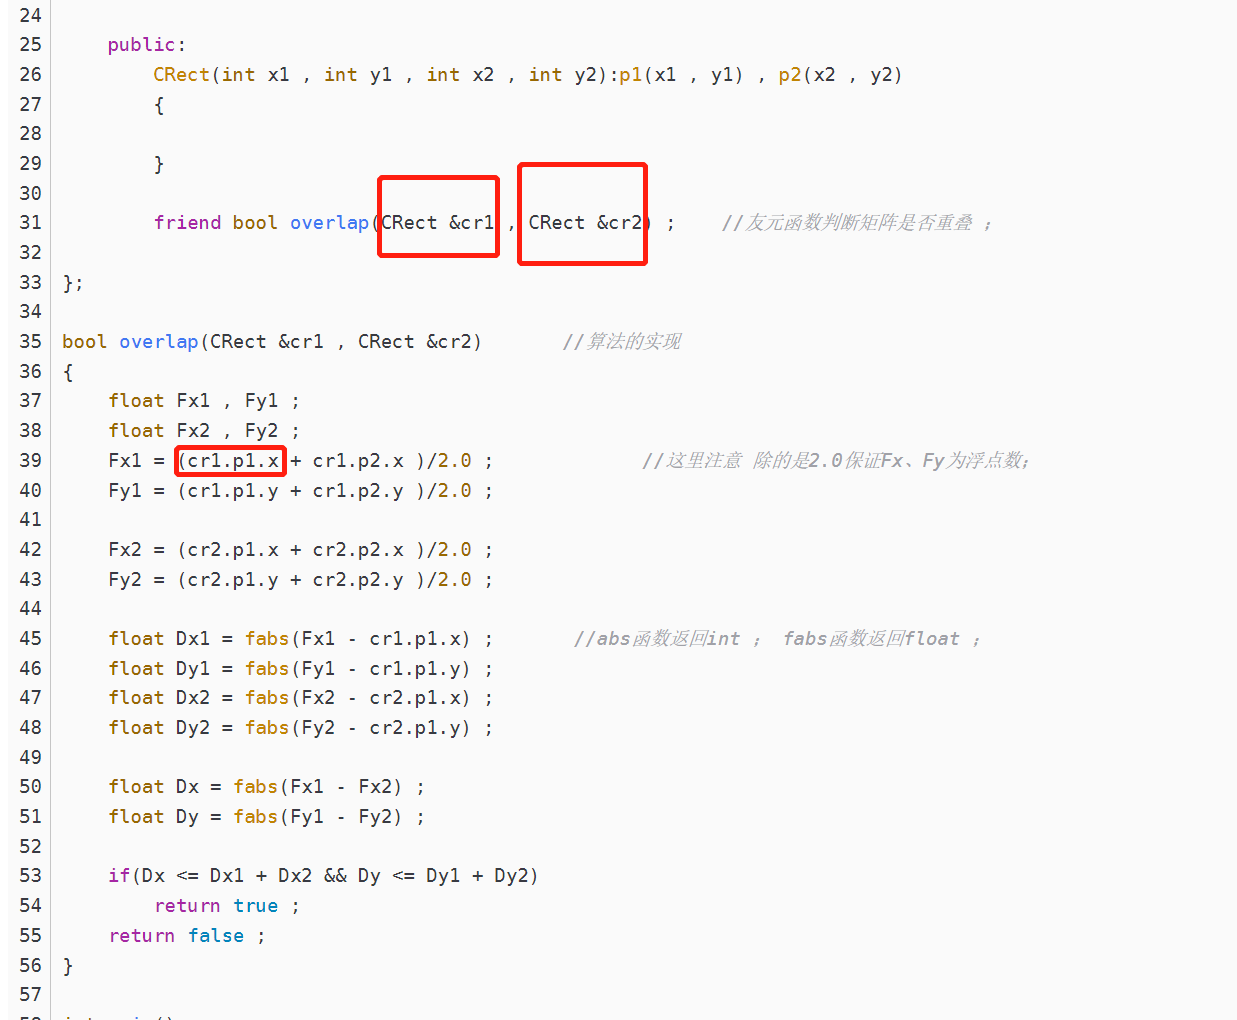 24
25 public:
26 CRect(int x1 , int y1 , int x2 , int y2):p1(x1 , y1) , p2(x2 , y2)
27 {
28
29 }
30
31 friend bool overlap(CRect &cr1 , CRect &cr2) ; //友元函数判断矩阵是否重叠 ；
32
33 };
34
35 bool overlap(CRect &cr1 , CRect &cr2) //算法的实现
36 {
37 float Fx1 , Fy1 ;
38 float Fx2 , Fy2 ;
39 Fx1 = (cr1.p1.x + cr1.p2.x )/2.0 ; //这里注意 除的是2.0保证Fx、Fy为浮点数;
40 Fy1 = (cr1.p1.y + cr1.p2.y )/2.0 ;
41
42 Fx2 = (cr2.p1.x + cr2.p2.x )/2.0 ;
43 Fy2 = (cr2.p1.y + cr2.p2.y )/2.0 ;
44
45 float Dx1 = fabs(Fx1 - cr1.p1.x) ; //abs函数返回int ； fabs函数返回float ；
46 float Dy1 = fabs(Fy1 - cr1.p1.y) ;
47 float Dx2 = fabs(Fx2 - cr2.p1.x) ;
48 float Dy2 = fabs(Fy2 - cr2.p1.y) ;
49
50 float Dx = fabs(Fx1 - Fx2) ;
51 float Dy = fabs(Fy1 - Fy2) ;
52
53 if(Dx <= Dx1 + Dx2 && Dy <= Dy1 + Dy2)
54 return true ;
55 return false ;
56 }
57